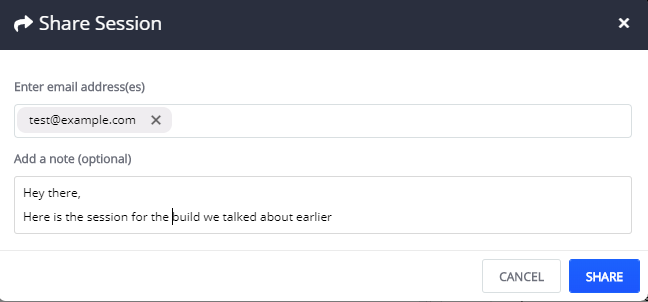 Share Session
Enter email address(es)
test@example.com
Add a note (optional)
Hey there,
Here is the session for the build we talked about earlier
CANCEL
SHARE